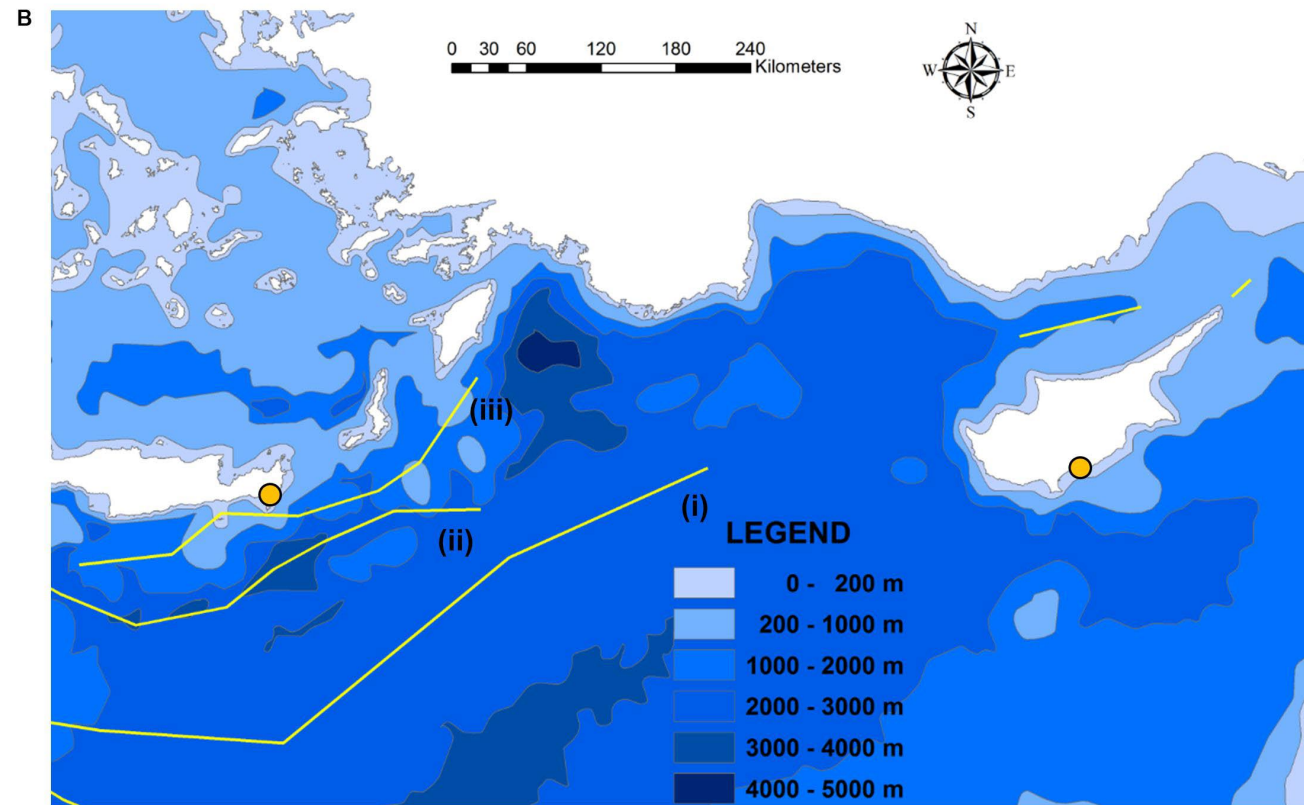 B
0 30 60 120 180 240
Kilometers
N
W E
S
(iii)
(i)
(ii)
LEGEND
0 - 200 m
200 - 1000 m
1000 - 2000 m
2000 - 3000 m
3000 - 4000 m
4000 - 5000 m